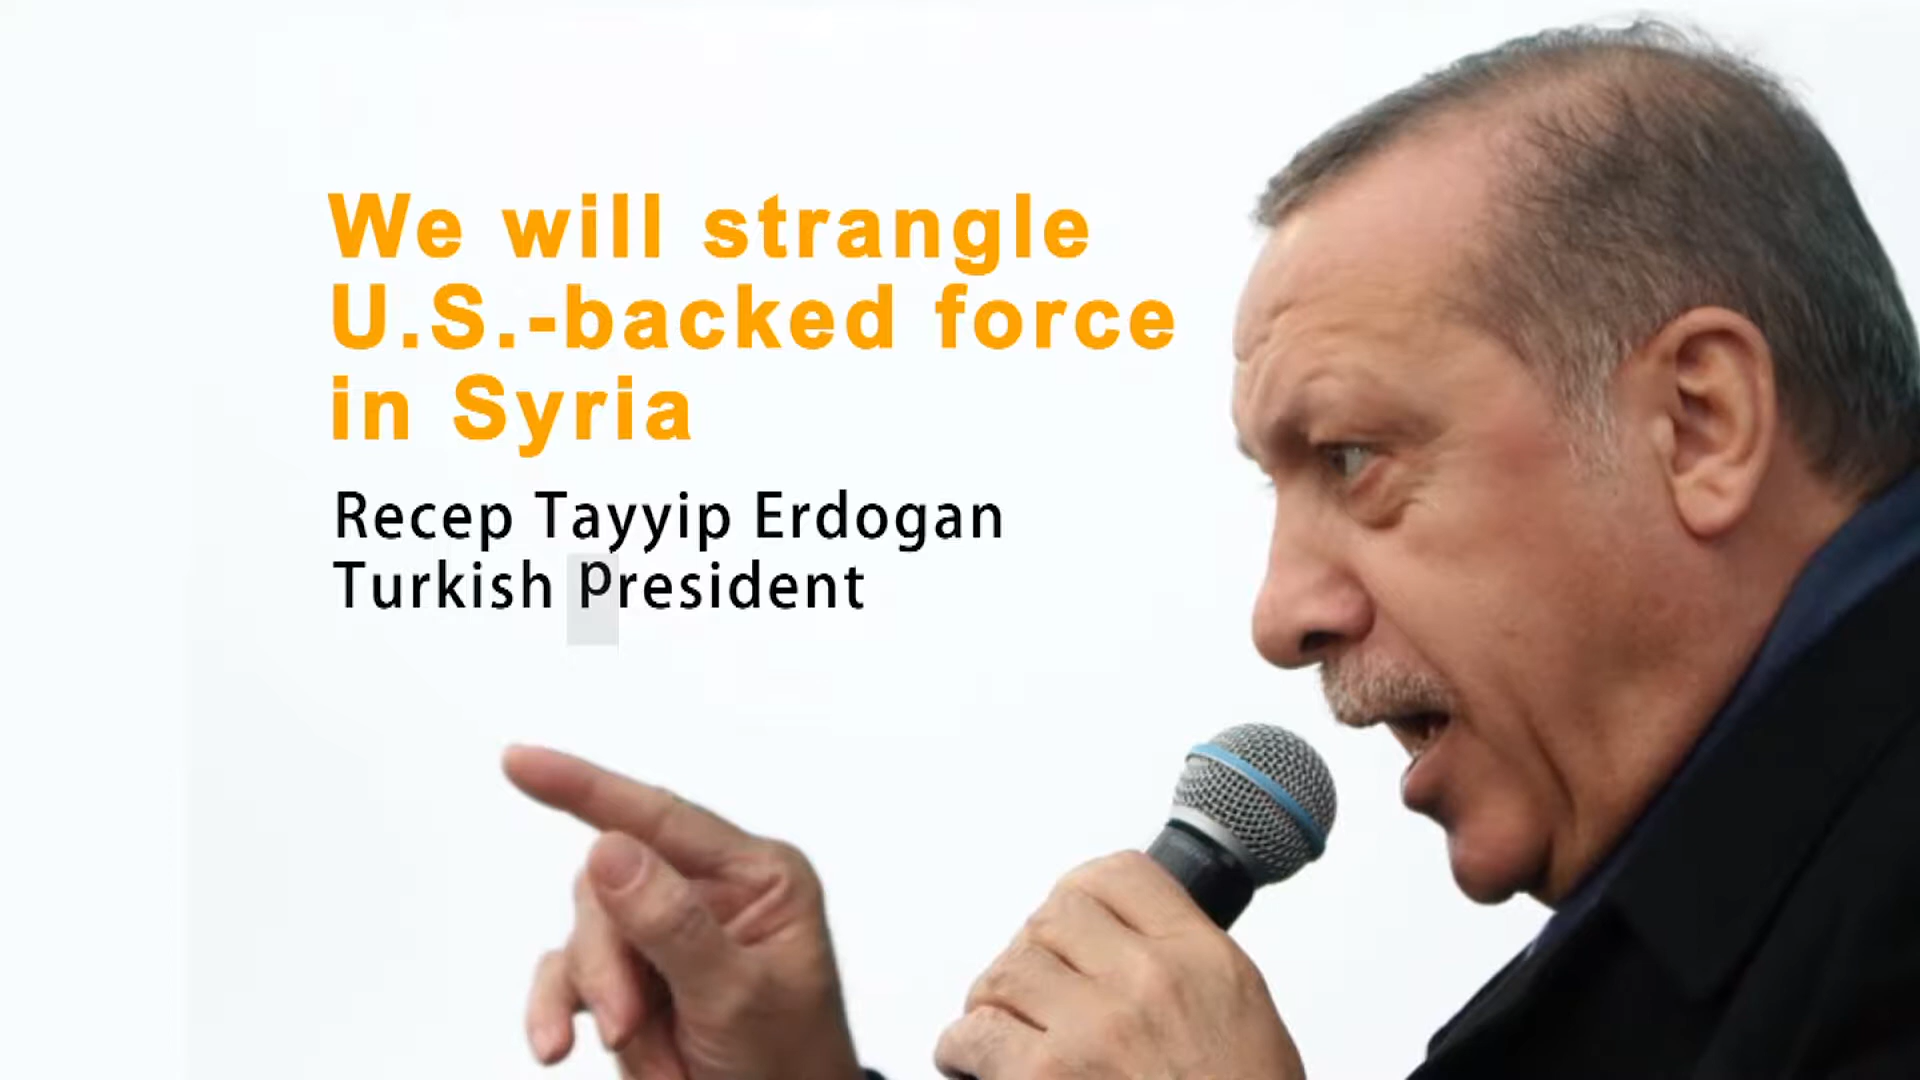 We will strangle
U.S.-backed force
in Syria
Recep Tayyip Erdogan
Turkish president